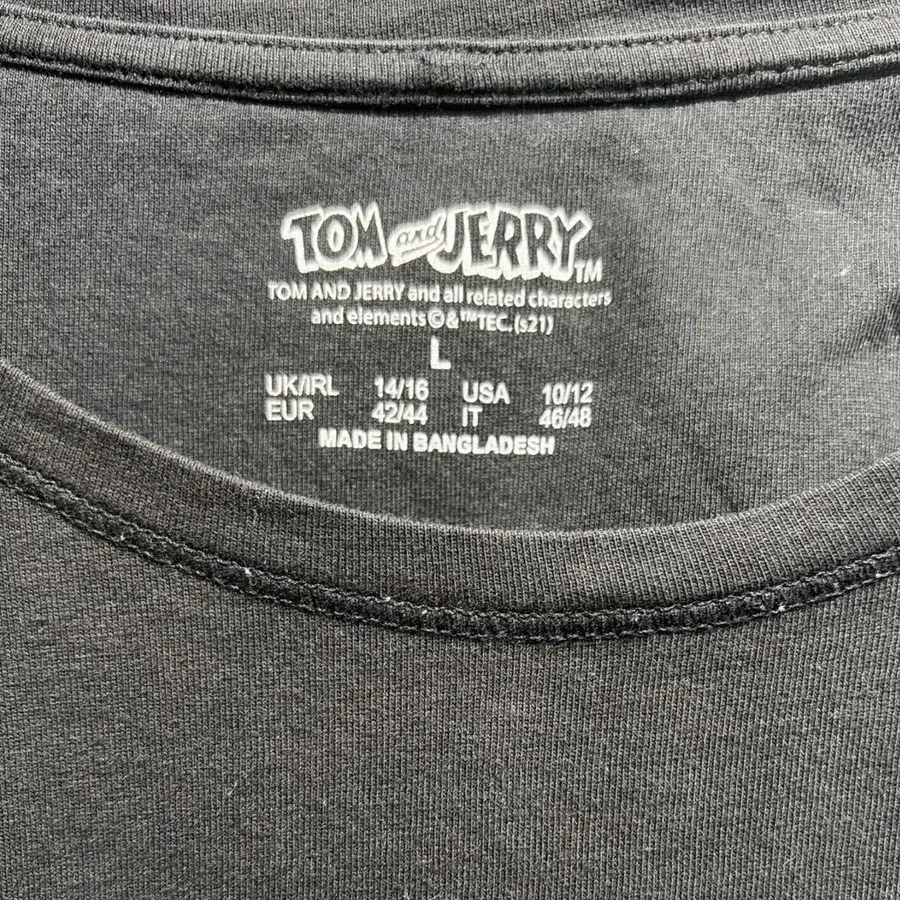 TOM and JERRY TM
TOM AND JERRY and all related characters
and elements © & ™ TEC. (s21)
L
UK/IRL 14/16 USA 10/12
EUR 42/44 IT 46/48
MADE IN BANGLADESH